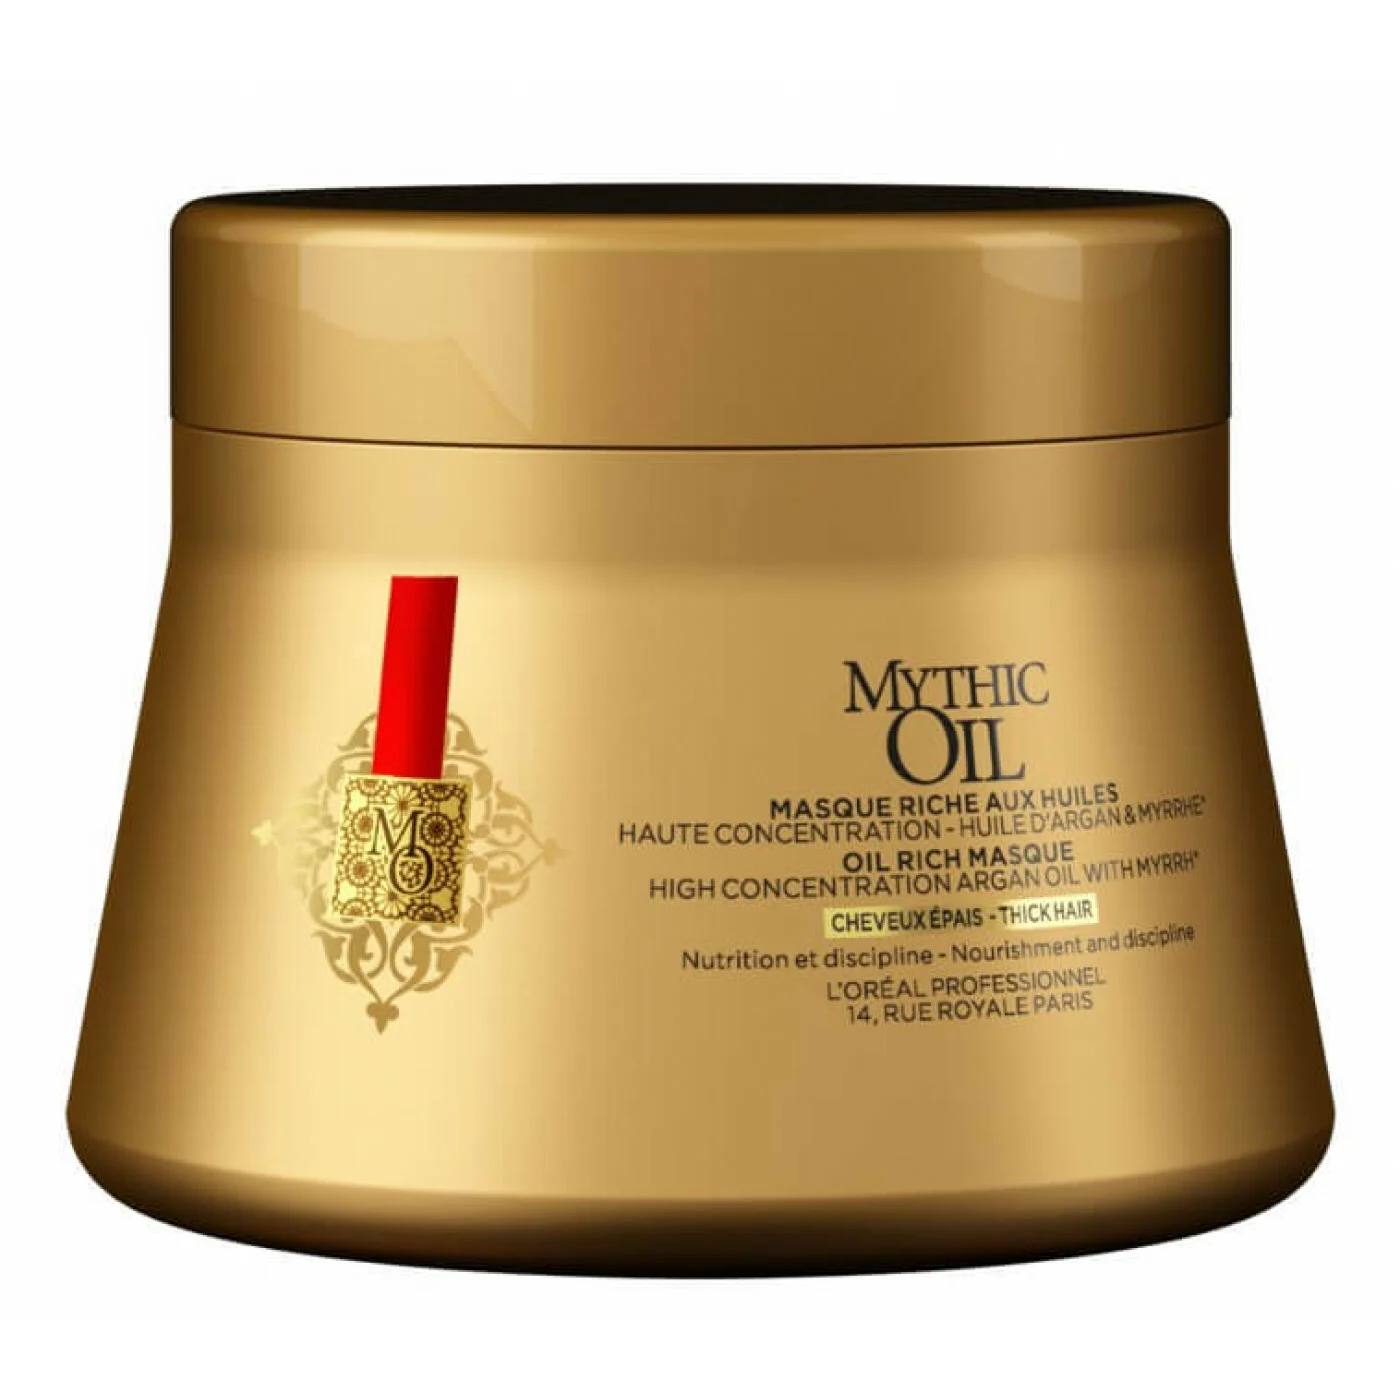 MYTHIC
OIL
MASQUE RICHE AUX HUILES
HAUTE CONCENTRATION - HUILE D'ARGAN & MYRRHE*
OIL RICH MASQUE
HIGH CONCENTRATION ARGAN OIL WITH MYRRH*
CHEVEUX ÉPAIS - THICK HAIR
Nutrition et discipline - Nourishment and discipline
L'ORÉAL PROFESSIONNEL
14, RUE ROYALE PARIS
M
O